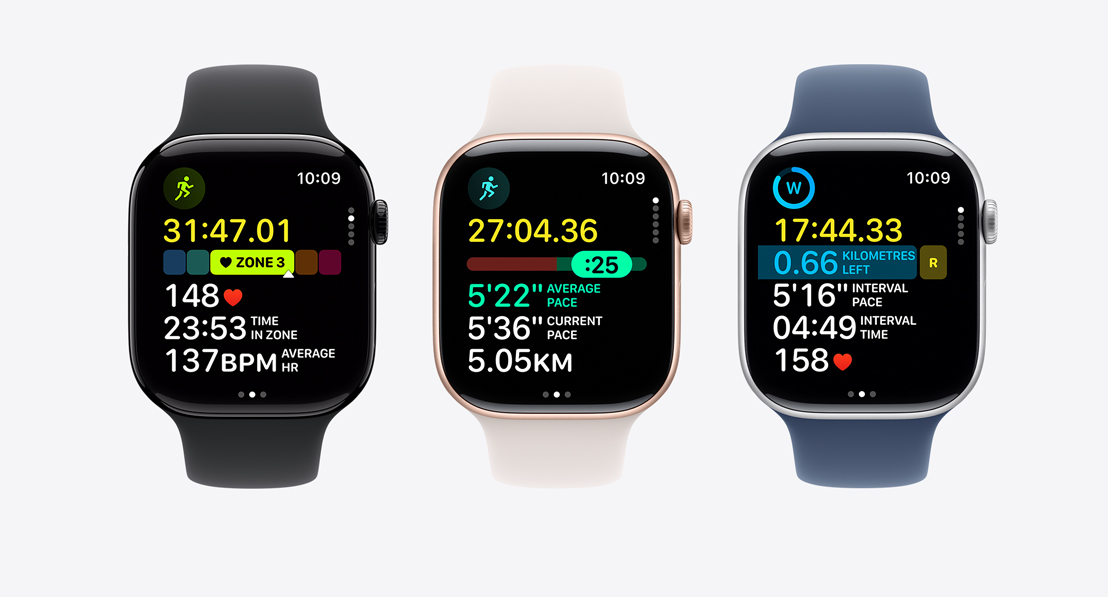 10:09
31:47.01
ZONE 3
148
23:53 TIME IN ZONE
137BPM AVERAGE HR
10:09
27:04.36
:25
5'22" AVERAGE PACE
5'36" CURRENT PACE
5.05KM
W
10:09
17:44.33
0.66 KILOMETRES LEFT
R
5'16" INTERVAL PACE
04:49 INTERVAL TIME
158